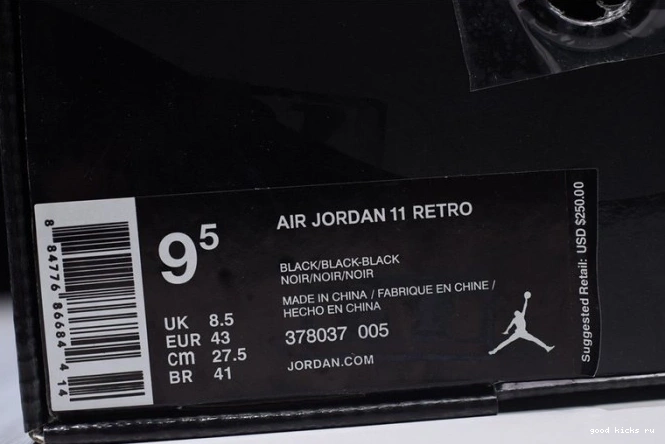 8 84776 86684 4 14
9⁵
UK 8.5
EUR 43
cm 27.5
BR 41
AIR JORDAN 11 RETRO
BLACK/BLACK-BLACK
NOIR/NOIR/NOIR
MADE IN CHINA / FABRIQUE EN CHINE /
HECHO EN CHINA
378037 005
JORDAN.COM
Suggested Retail: USD $250.00
good kicks ru